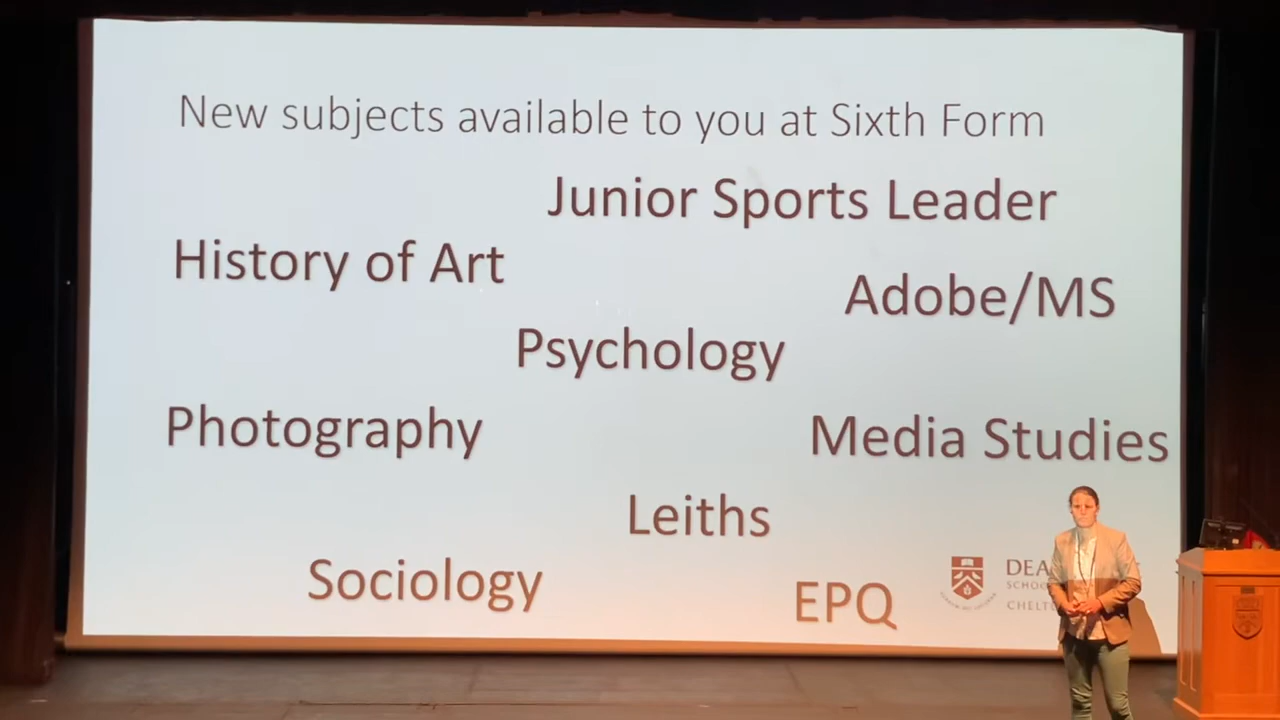 New subjects available to you at Sixth Form
Junior Sports Leader
History of Art
Adobe/MS
Psychology
Photography
Media Studies
Leiths
Sociology
EPQ